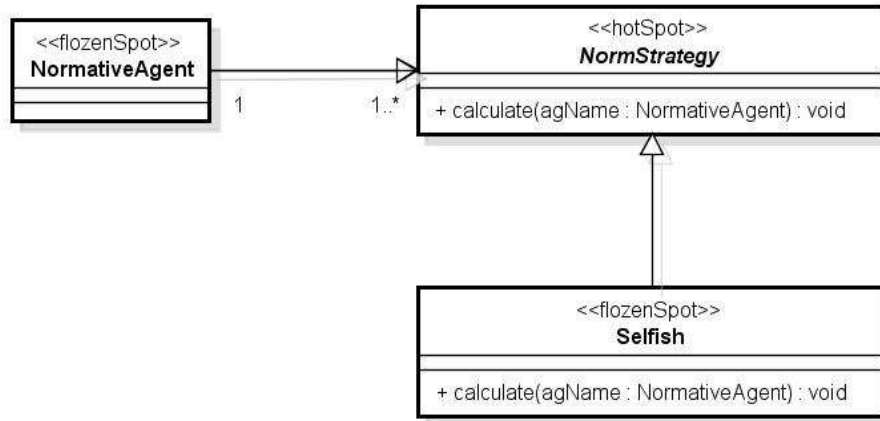 <<flozenSpot>>
NormativeAgent
1
1..*
<<hotSpot>>
NormStrategy
+ calculate(agName : NormativeAgent) : void
<<flozenSpot>>
Selfish
+ calculate(agName : NormativeAgent) : void